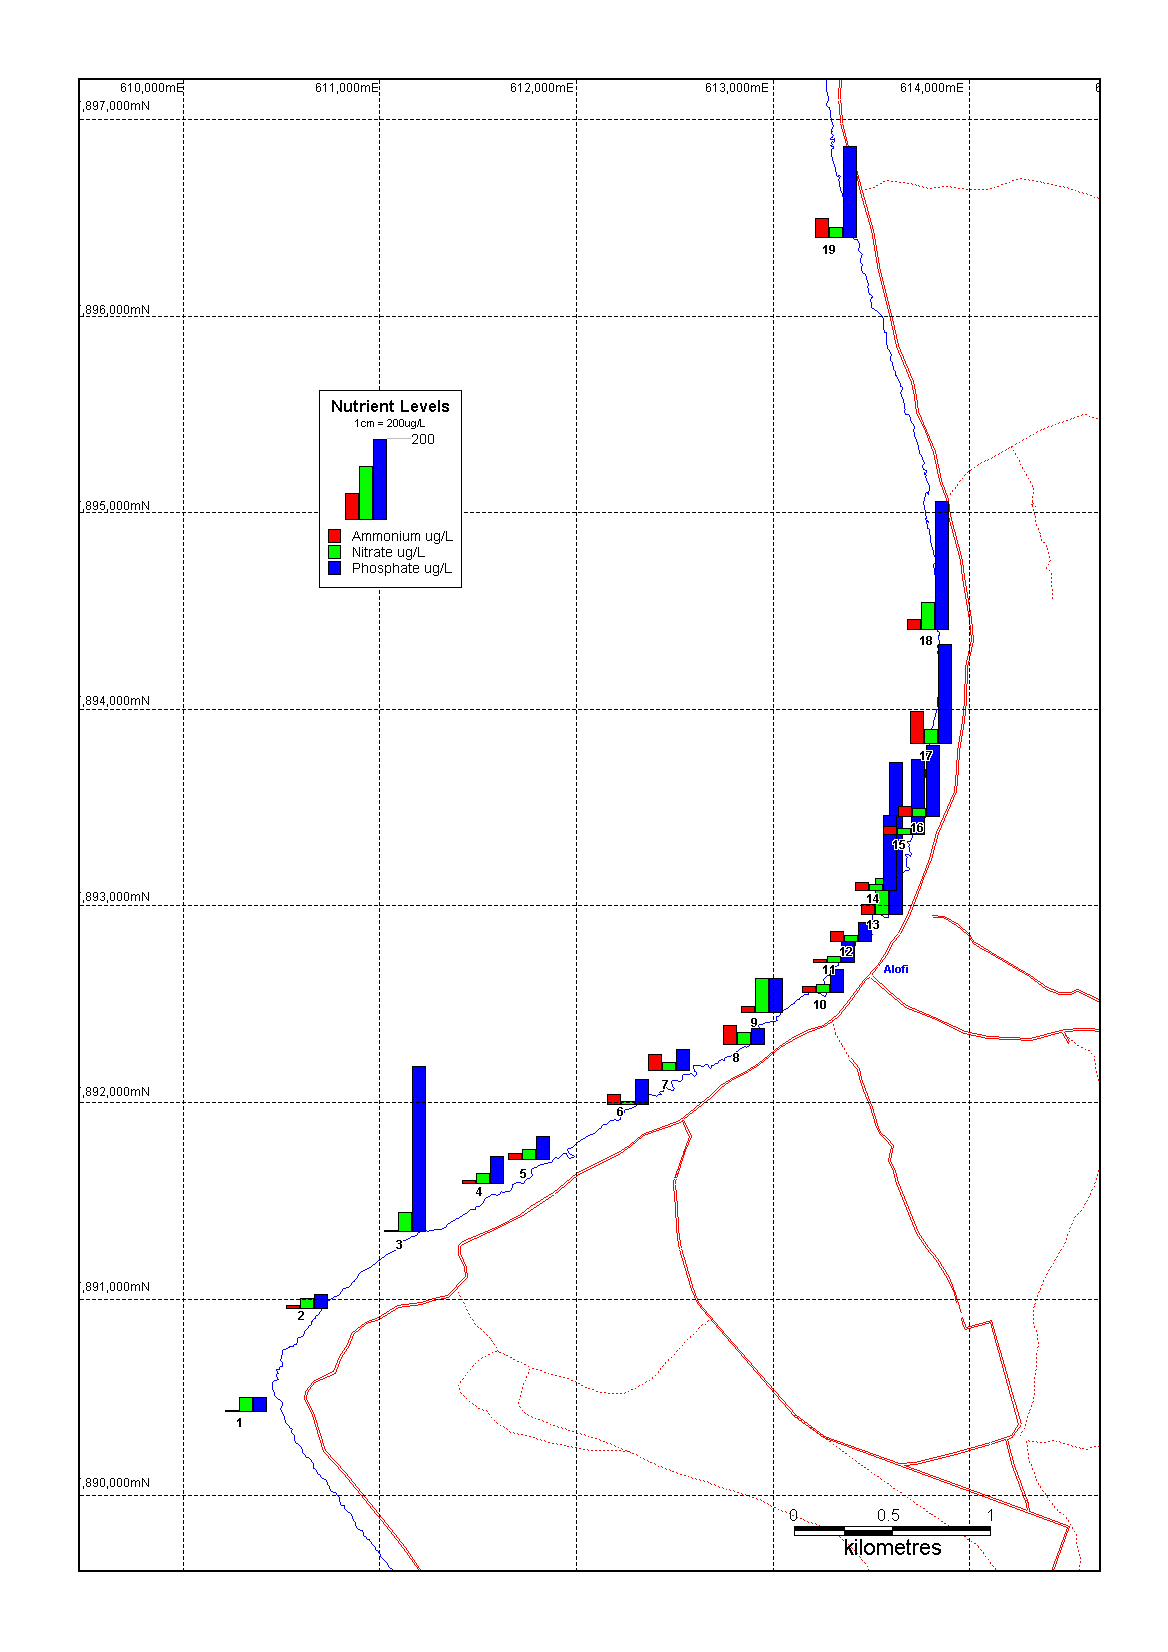 610,000mE 611,000mE 612,000mE 613,000mE 614,000mE 6
,897,000mN
19
,896,000mN
Nutrient Levels
1cm = 200ug/L
200
Ammonium ug/L
Nitrate ug/L
Phosphate ug/L
,895,000mN
18
,894,000mN
17
16
15
,893,000mN
14
13
12
11
Alofi
10
9
8
7
,892,000mN
6
5
4
3
,891,000mN
2
1
,890,000mN
0 0.5 1
kilometres